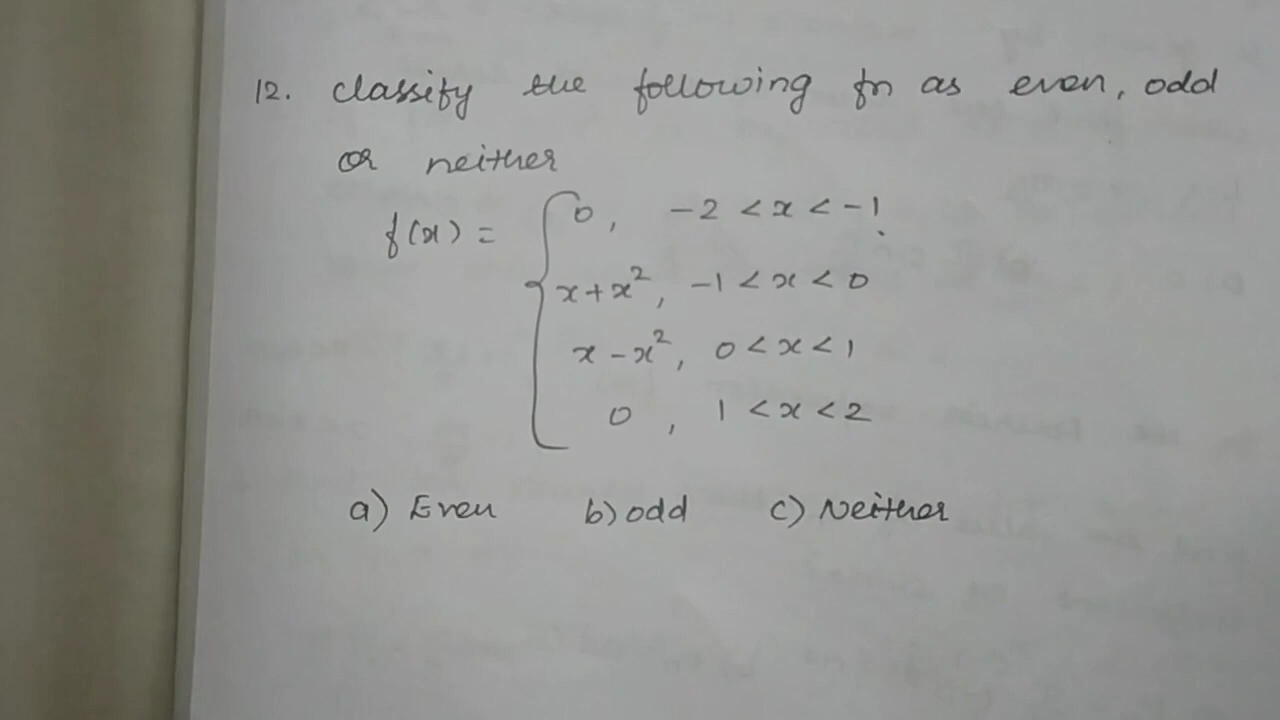 12. classify the following fn as even, odd
or neither
f(x) = { 0, -2 < x < -1
x + x², -1 < x < 0
x - x², 0 < x < 1
0, 1 < x < 2
a) Even b) odd c) Neither